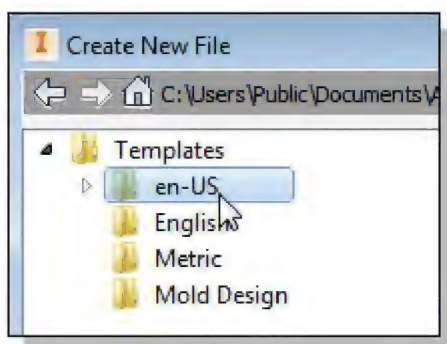 Create New File
C:\Users\Public\Documents\A
Templates
en-US
English
Metric
Mold Design